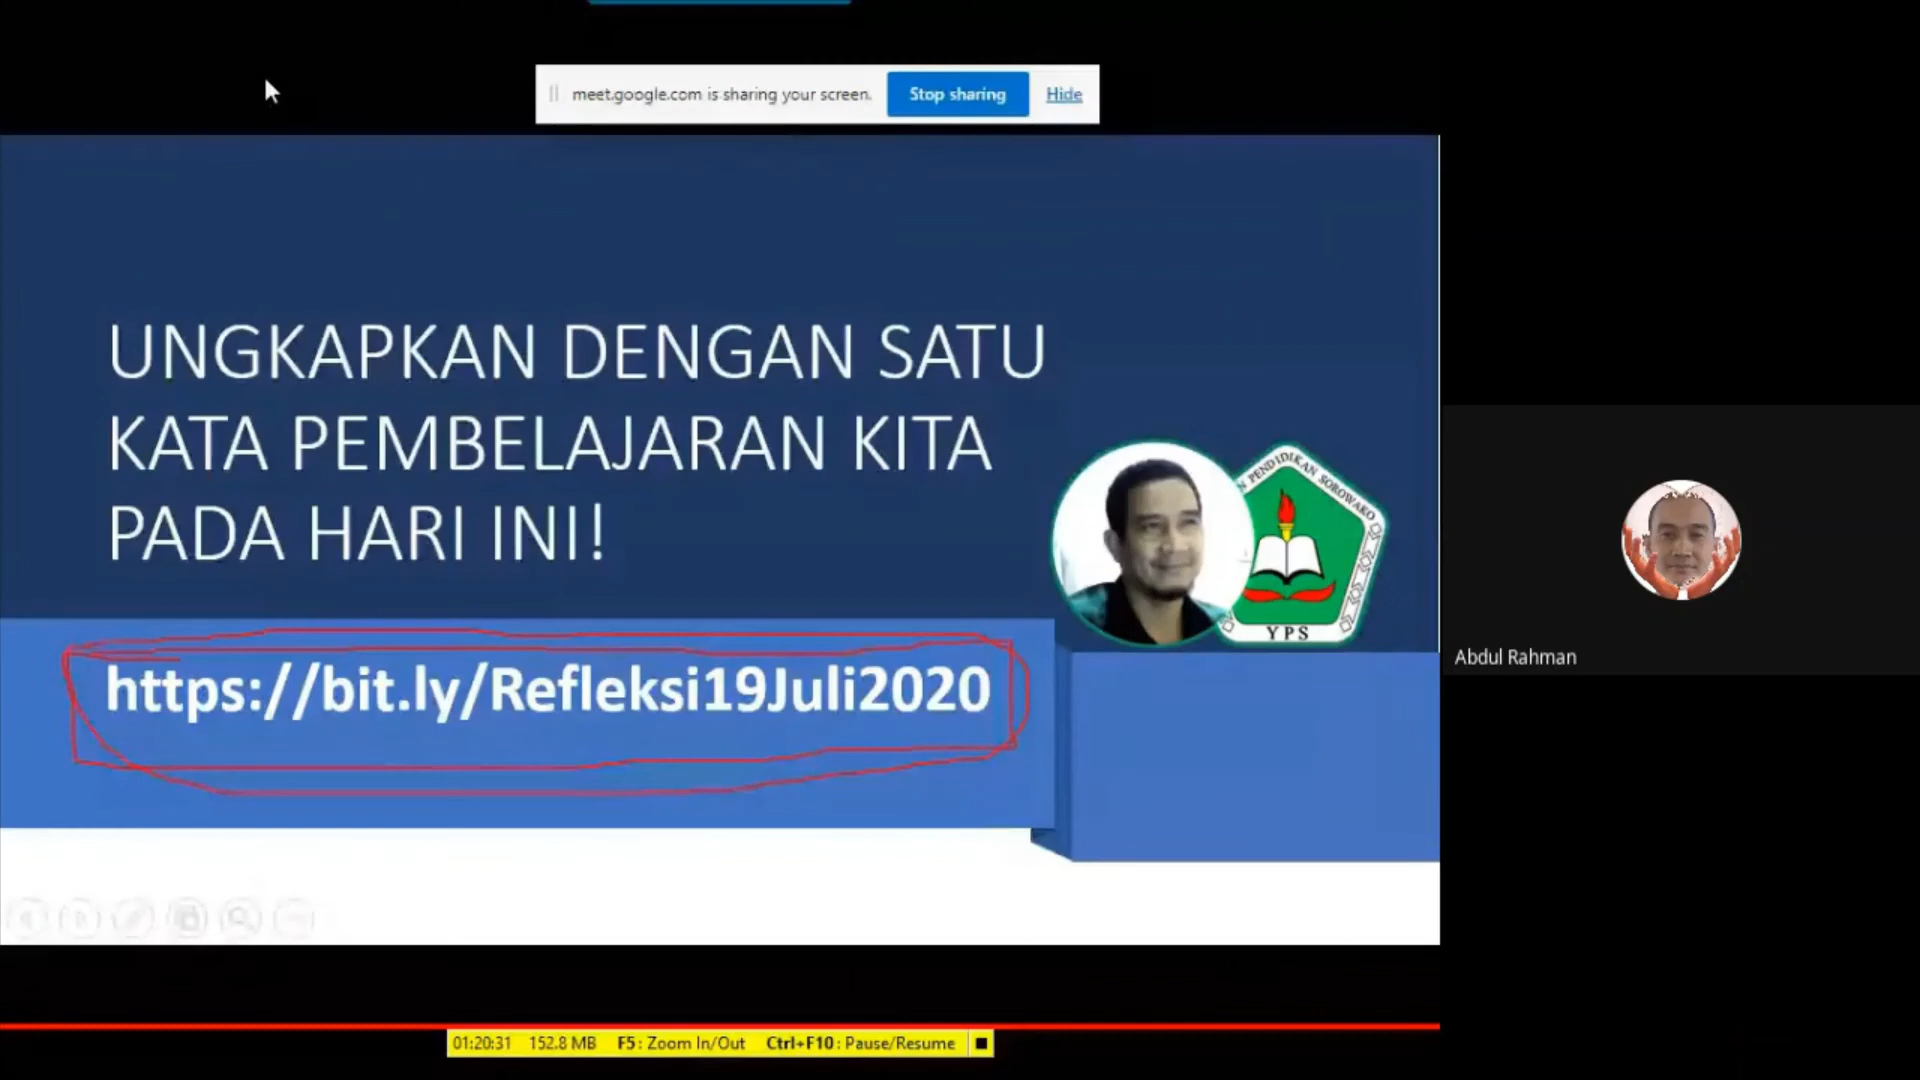 meet.google.com is sharing your screen. Stop sharing Hide
UNGKAPKAN DENGAN SATU
KATA PEMBELAJARAN KITA
PADA HARI INI!
N PENDIDIKAN SOROWAKO
YPS
https://bit.ly/Refleksi19Juli2020
Abdul Rahman
01:20:31 152.8 MB F5: Zoom In/Out Ctrl+F10: Pause/Resume